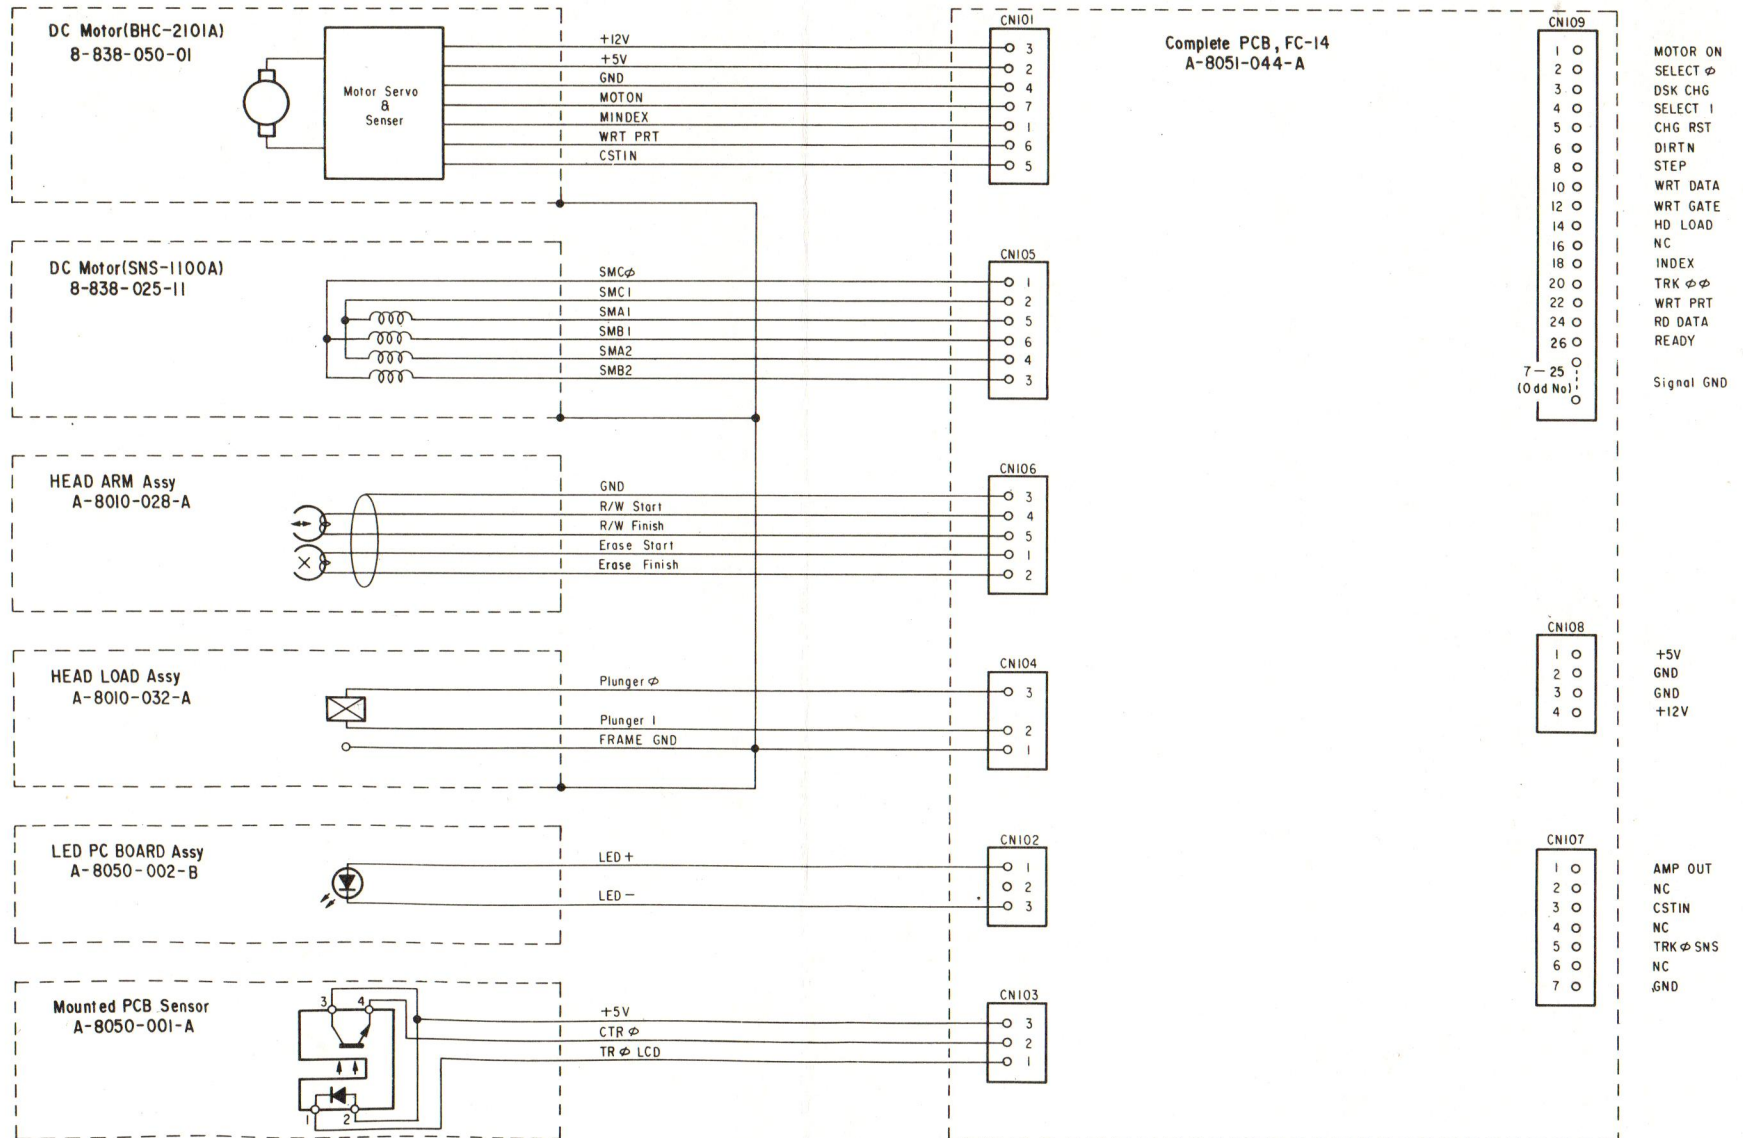 DC Motor(BHC-2101A)
8-838-050-01
Motor Servo
&
Senser
+12V
+5V
GND
MOTON
MINDEX
WRT PRT
CSTIN
CN101
3
2
4
7
1
6
5
DC Motor(SNS-1100A)
8-838-025-11
SMCφ
SMC1
SMA1
SMB1
SMA2
SMB2
CN105
1
2
5
6
4
3
HEAD ARM Assy
A-8010-028-A
GND
R/W Start
R/W Finish
Erase Start
Erase Finish
CN106
3
4
5
1
2
HEAD LOAD Assy
A-8010-032-A
Plunger φ
Plunger 1
FRAME GND
CN104
3
2
1
LED PC BOARD Assy
A-8050-002-B
LED+
LED-
CN102
1
2
3
Mounted PCB Sensor
A-8050-001-A
3 4
1 2
+5V
CTR φ
TR φ LCD
CN103
3
2
1
Complete PCB, FC-14
A-8051-044-A
CN109
1 MOTOR ON
2 SELECT φ
3 DSK CHG
4 SELECT 1
5 CHG RST
6 DIRTN
8 STEP
10 WRT DATA
12 WRT GATE
14 HD LOAD
16 NC
18 INDEX
20 TRK φφ
22 WRT PRT
24 RD DATA
26 READY
7-25
(Odd No) Signal GND
CN108
1 +5V
2 GND
3 GND
4 +12V
CN107
1 AMP OUT
2 NC
3 CSTIN
4 NC
5 TRK φ SNS
6 NC
7 GND